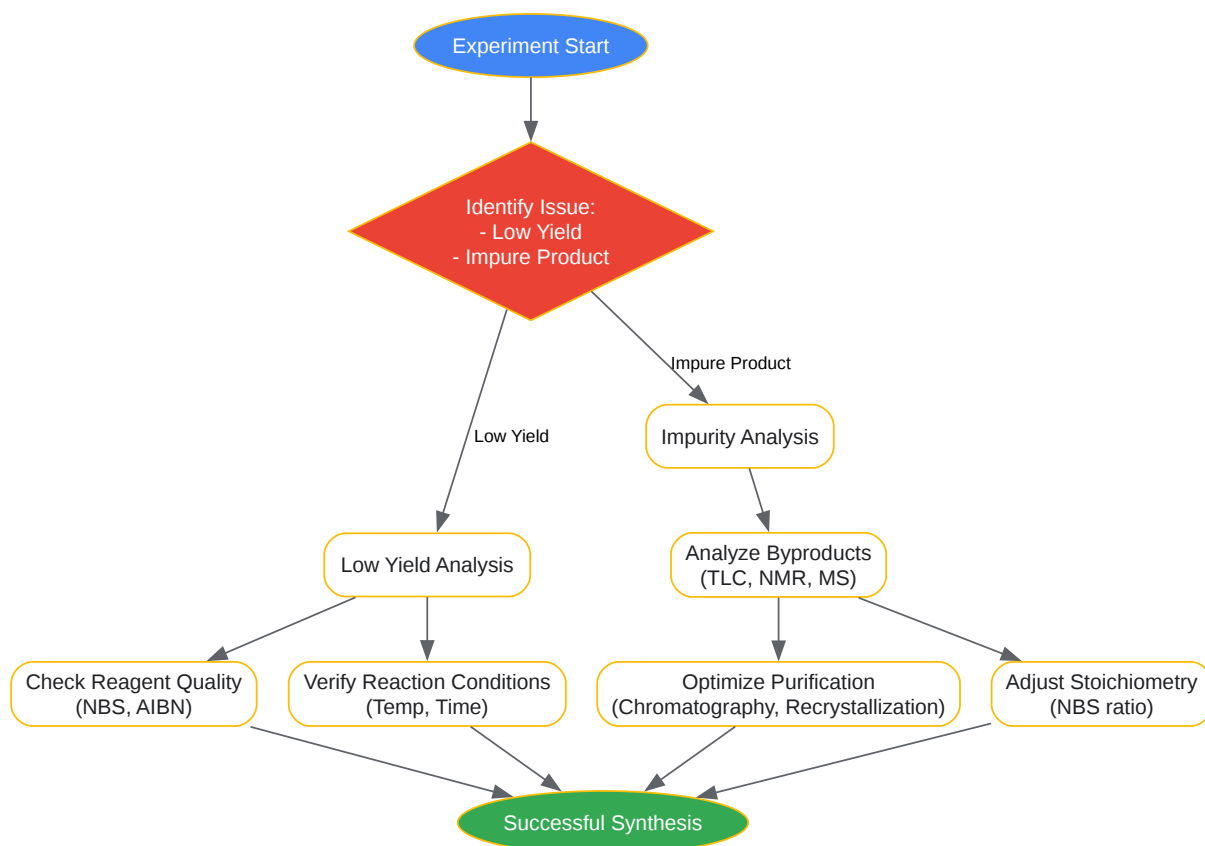 Experiment Start
Identify Issue:
- Low Yield
- Impure Product
Impure Product
Low Yield
Impurity Analysis
Low Yield Analysis
Analyze Byproducts
(TLC, NMR, MS)
Check Reagent Quality
(NBS, AIBN)
Verify Reaction Conditions
(Temp, Time)
Optimize Purification
(Chromatography, Recrystallization)
Adjust Stoichiometry
(NBS ratio)
Successful Synthesis